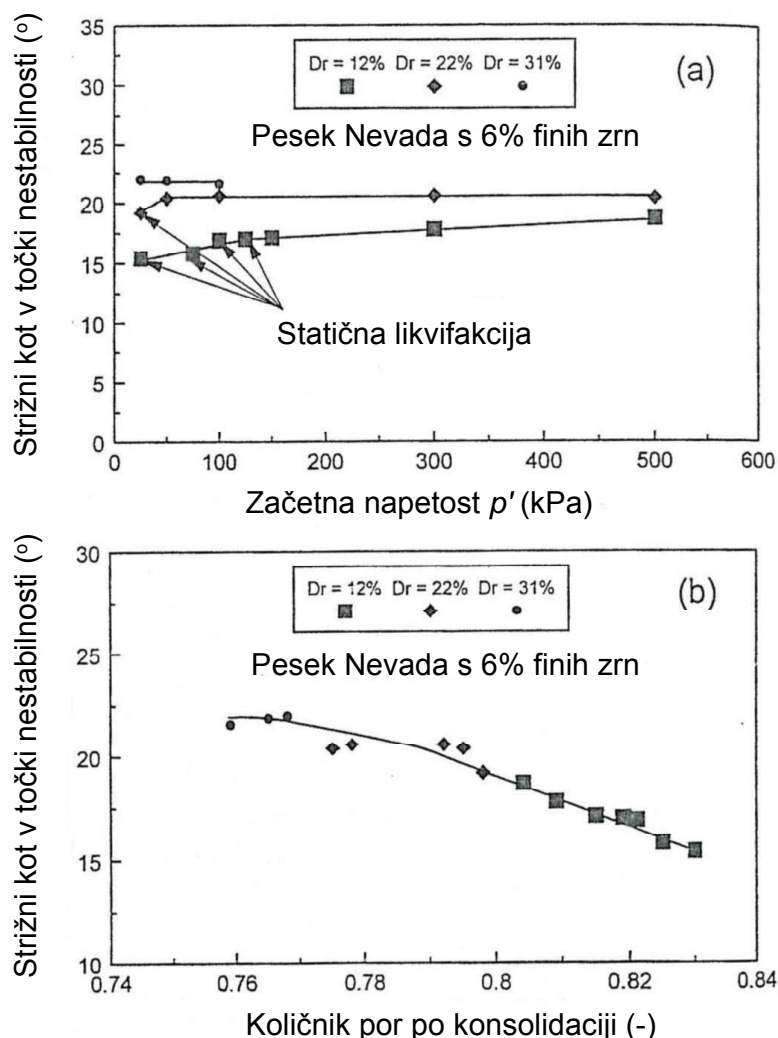 35
30
25
20
15
10
5
0
Strižni kot v točki nestabilnosti (°)
Dr = 12% Dr = 22% Dr = 31%
(a)
Pesek Nevada s 6% finih zrn
Statična likvifakcija
0 100 200 300 400 500 600
Začetna napetost p' (kPa)
30
25
20
15
10
Strižni kot v točki nestabilnosti (°)
Dr = 12% Dr = 22% Dr = 31%
(b)
Pesek Nevada s 6% finih zrn
0.74 0.76 0.78 0.8 0.82 0.84
Količnik por po konsolidaciji (-)